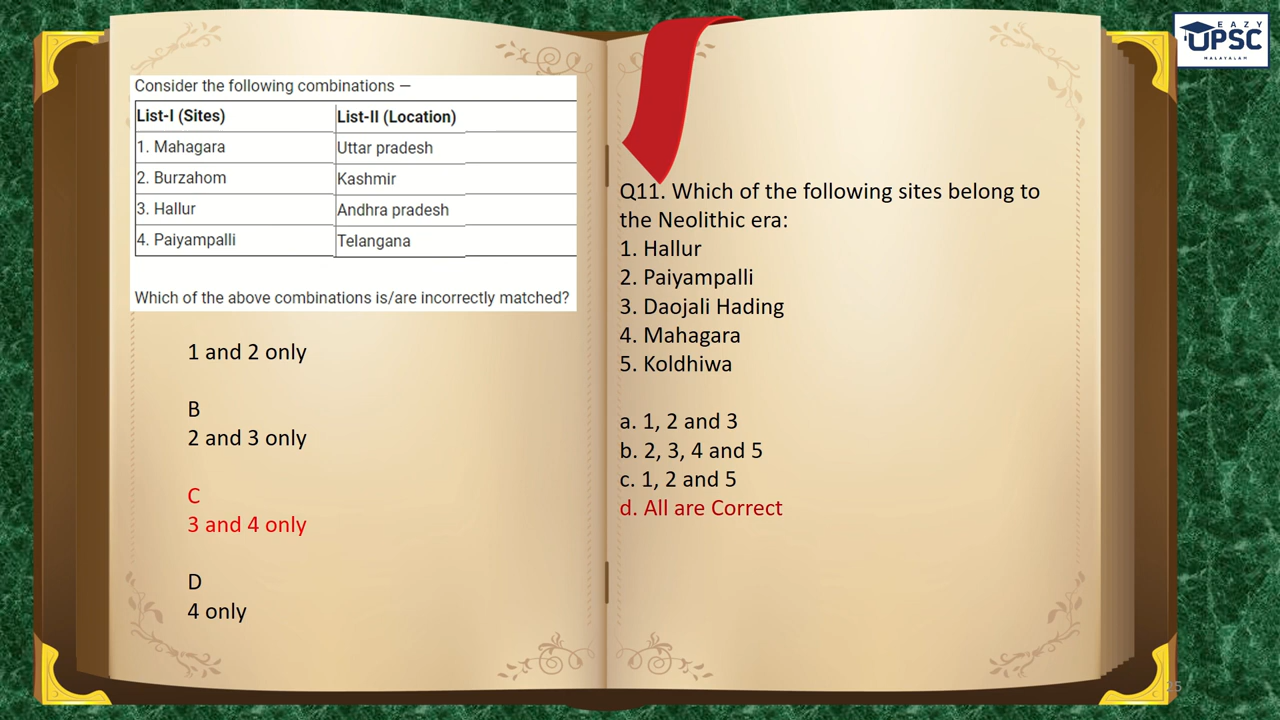 EAZY
UPSC
MALAYALAM
Consider the following combinations —
List-I (Sites) List-II (Location)
1. Mahagara Uttar pradesh
2. Burzahom Kashmir
3. Hallur Andhra pradesh
4. Paiyampalli Telangana
Which of the above combinations is/are incorrectly matched?
1 and 2 only
B
2 and 3 only
C
3 and 4 only
D
4 only
Q11. Which of the following sites belong to
the Neolithic era:
1. Hallur
2. Paiyampalli
3. Daojali Hading
4. Mahagara
5. Koldhiwa
a. 1, 2 and 3
b. 2, 3, 4 and 5
c. 1, 2 and 5
d. All are Correct